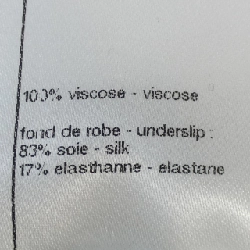 100% viscose - viscose
fond de robe - underslip :
83% soie - silk
17% elasthanne - elastane